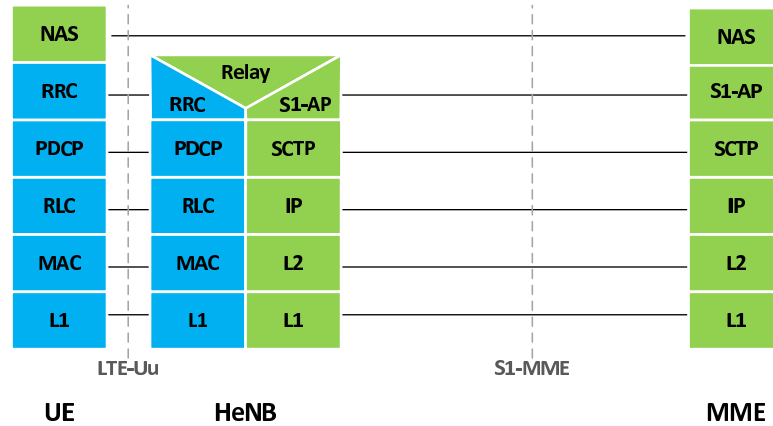 NAS
NAS
Relay
RRC
RRC
S1-AP
S1-AP
PDCP
PDCP
SCTP
SCTP
RLC
RLC
IP
IP
MAC
MAC
L2
L2
L1
L1
L1
L1
LTE-Uu
S1-MME
UE
HeNB
MME